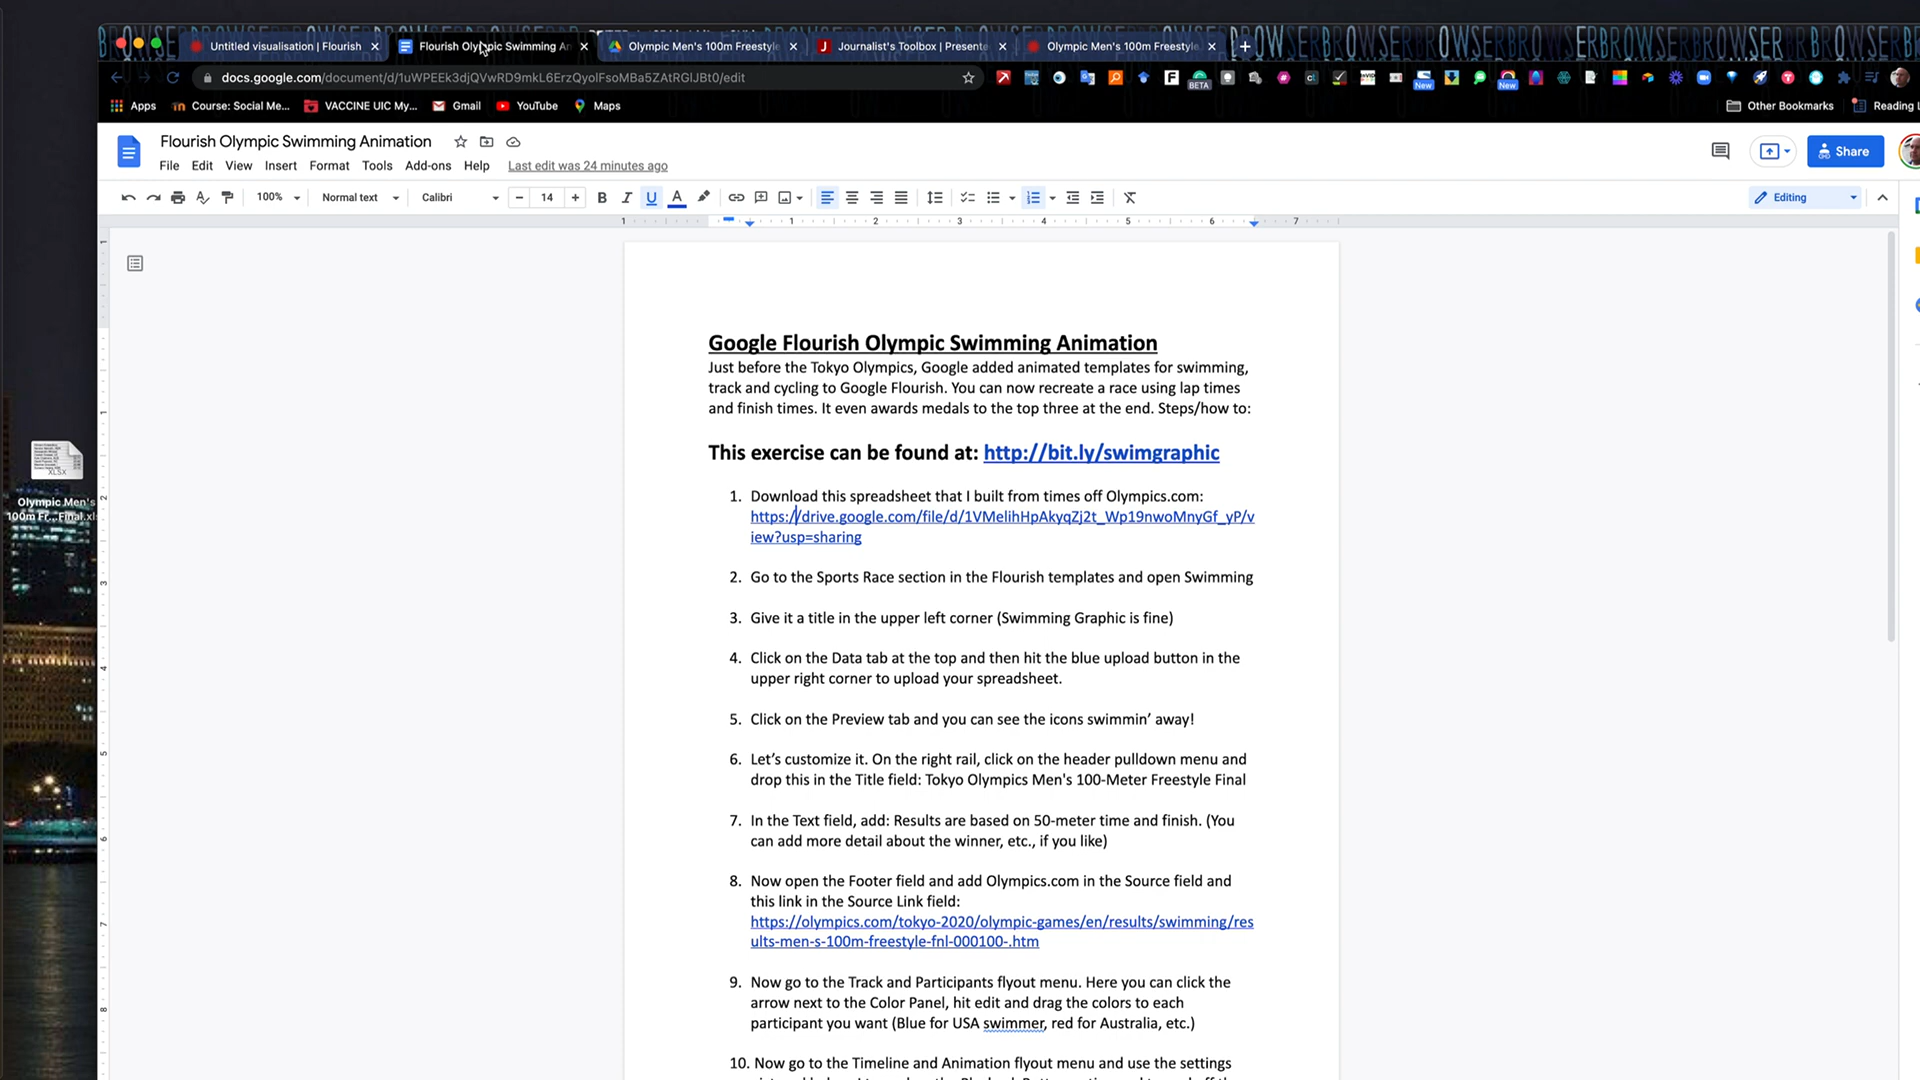 Untitled visualisation | Flourish
Flourish Olympic Swimming An
Olympic Men's 100m Freestyle
Journalist's Toolbox | Presente
Olympic Men's 100m Freestyle
docs.google.com/document/d/1uWPEEk3djQVwRD9mkL6ErzQyolFsoMBa5ZAtRGlJBt0/edit
Apps
Course: Social Me...
VACCINE UIC My...
Gmail
YouTube
Maps
Other Bookmarks
Reading L
Flourish Olympic Swimming Animation
File Edit View Insert Format Tools Add-ons Help Last edit was 24 minutes ago
Share
100% Normal text Calibri 14 Editing
Google Flourish Olympic Swimming Animation
Just before the Tokyo Olympics, Google added animated templates for swimming,
track and cycling to Google Flourish. You can now recreate a race using lap times
and finish times. It even awards medals to the top three at the end. Steps/how to:
This exercise can be found at: http://bit.ly/swimgraphic
1. Download this spreadsheet that I built from times off Olympics.com:
https://drive.google.com/file/d/1VMelihHpAkyqZj2t_Wp19nwoMnyGf_yP/v
iew?usp=sharing
2. Go to the Sports Race section in the Flourish templates and open Swimming
3. Give it a title in the upper left corner (Swimming Graphic is fine)
4. Click on the Data tab at the top and then hit the blue upload button in the
upper right corner to upload your spreadsheet.
5. Click on the Preview tab and you can see the icons swimmin’ away!
6. Let’s customize it. On the right rail, click on the header pulldown menu and
drop this in the Title field: Tokyo Olympics Men's 100-Meter Freestyle Final
7. In the Text field, add: Results are based on 50-meter time and finish. (You
can add more detail about the winner, etc., if you like)
8. Now open the Footer field and add Olympics.com in the Source field and
this link in the Source Link field:
https://olympics.com/tokyo-2020/olympic-games/en/results/swimming/res
ults-men-s-100m-freestyle-fnl-000100-.htm
9. Now go to the Track and Participants flyout menu. Here you can click the
arrow next to the Color Panel, hit edit and drag the colors to each
participant you want (Blue for USA swimmer, red for Australia, etc.)
10. Now go to the Timeline and Animation flyout menu and use the settings
XLSX
Olympic Men's
100m Fr...Final.xl